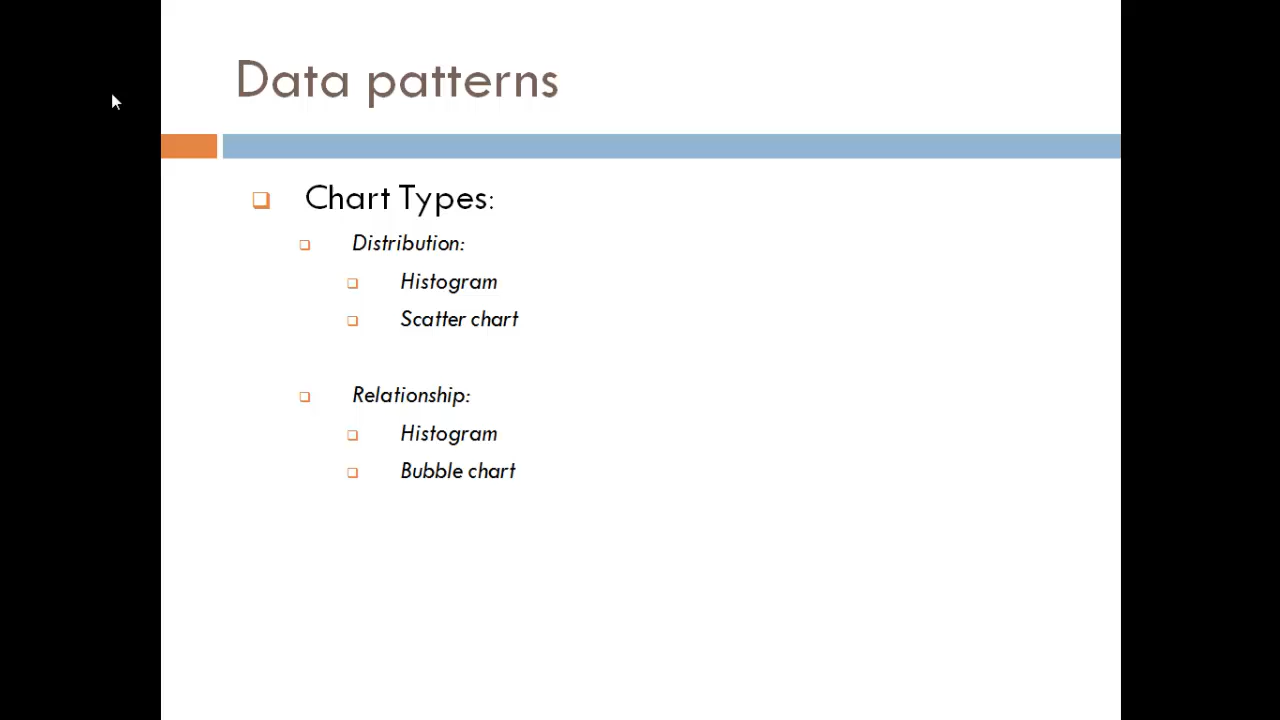 Data patterns
Chart Types:
Distribution:
Histogram
Scatter chart
Relationship:
Histogram
Bubble chart